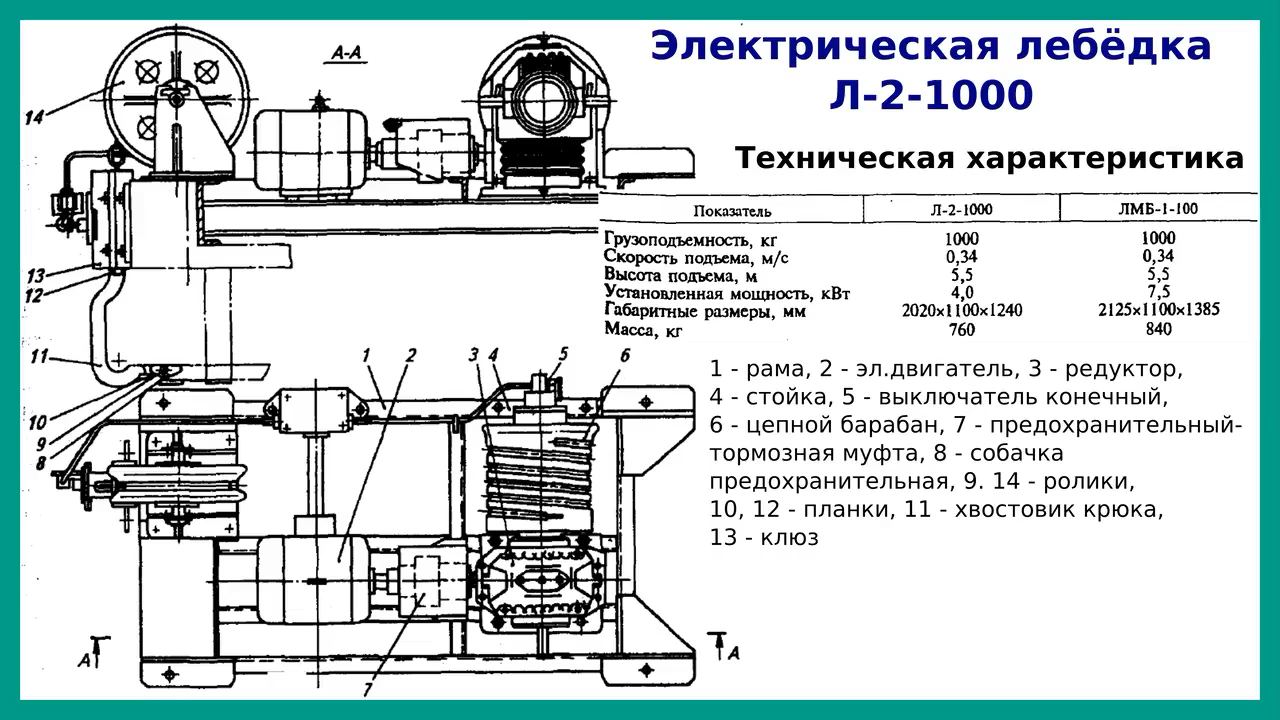 Электрическая лебёдка
Л-2-1000
Техническая характеристика
Показатель Л-2-1000 ЛМБ-1-100
Грузоподъемность, кг 1000 1000
Скорость подъема, м/с 0,34 0,34
Высота подъема, м 5,5 5,5
Установленная мощность, кВт 4,0 7,5
Габаритные размеры, мм 2020×1100×1240 2125×1100×1385
Масса, кг 760 840
1 - рама, 2 - эл.двигатель, 3 - редуктор,
4 - стойка, 5 - выключатель конечный,
6 - цепной барабан, 7 - предохранительный-
тормозная муфта, 8 - собачка
предохранительная, 9. 14 - ролики,
10, 12 - планки, 11 - хвостовик крюка,
13 - клюз
А-А
14
13
12
11
1 2 3 4 5 6
10
9
8
А А
7